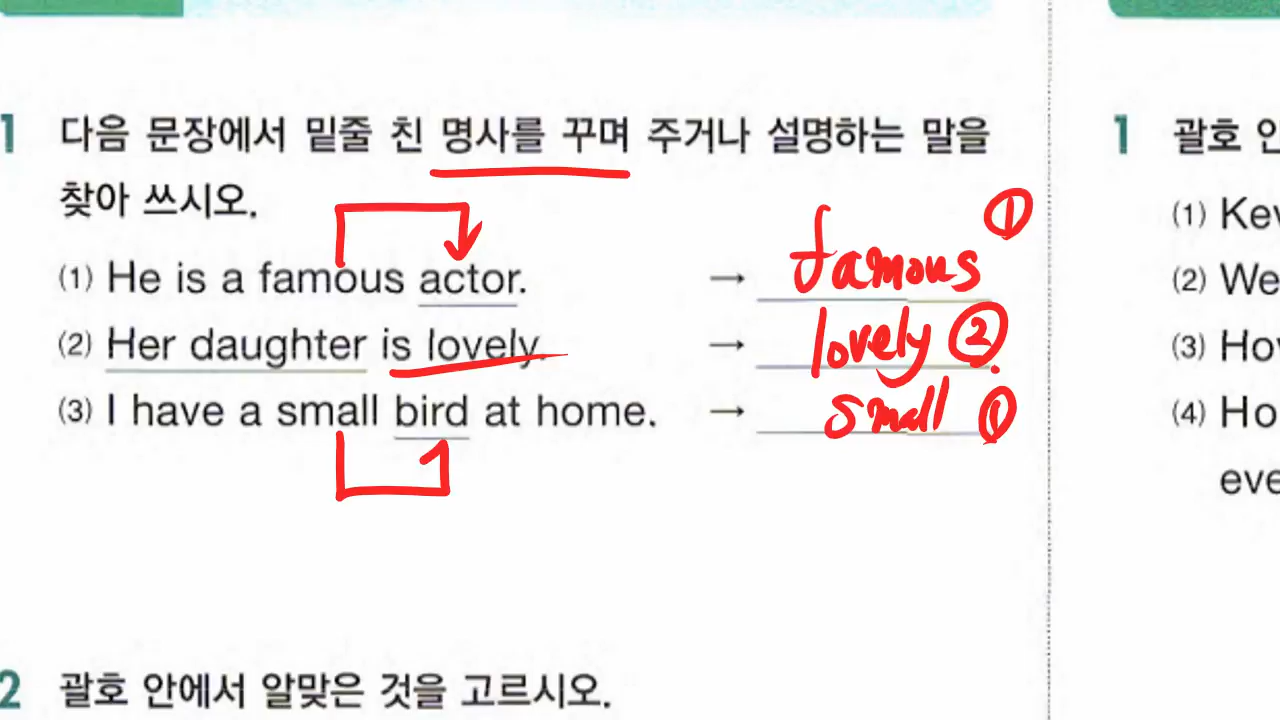 1 다음 문장에서 밑줄 친 명사를 꾸며 주거나 설명하는 말을
찾아 쓰시오.
(1) He is a famous actor. → famous ①
(2) Her daughter is lovely. → lovely ②
(3) I have a small bird at home. → small ①
2 괄호 안에서 알맞은 것을 고르시오.
1 괄호 안
(1) Kev
(2) We
(3) Hov
(4) Ho
eve